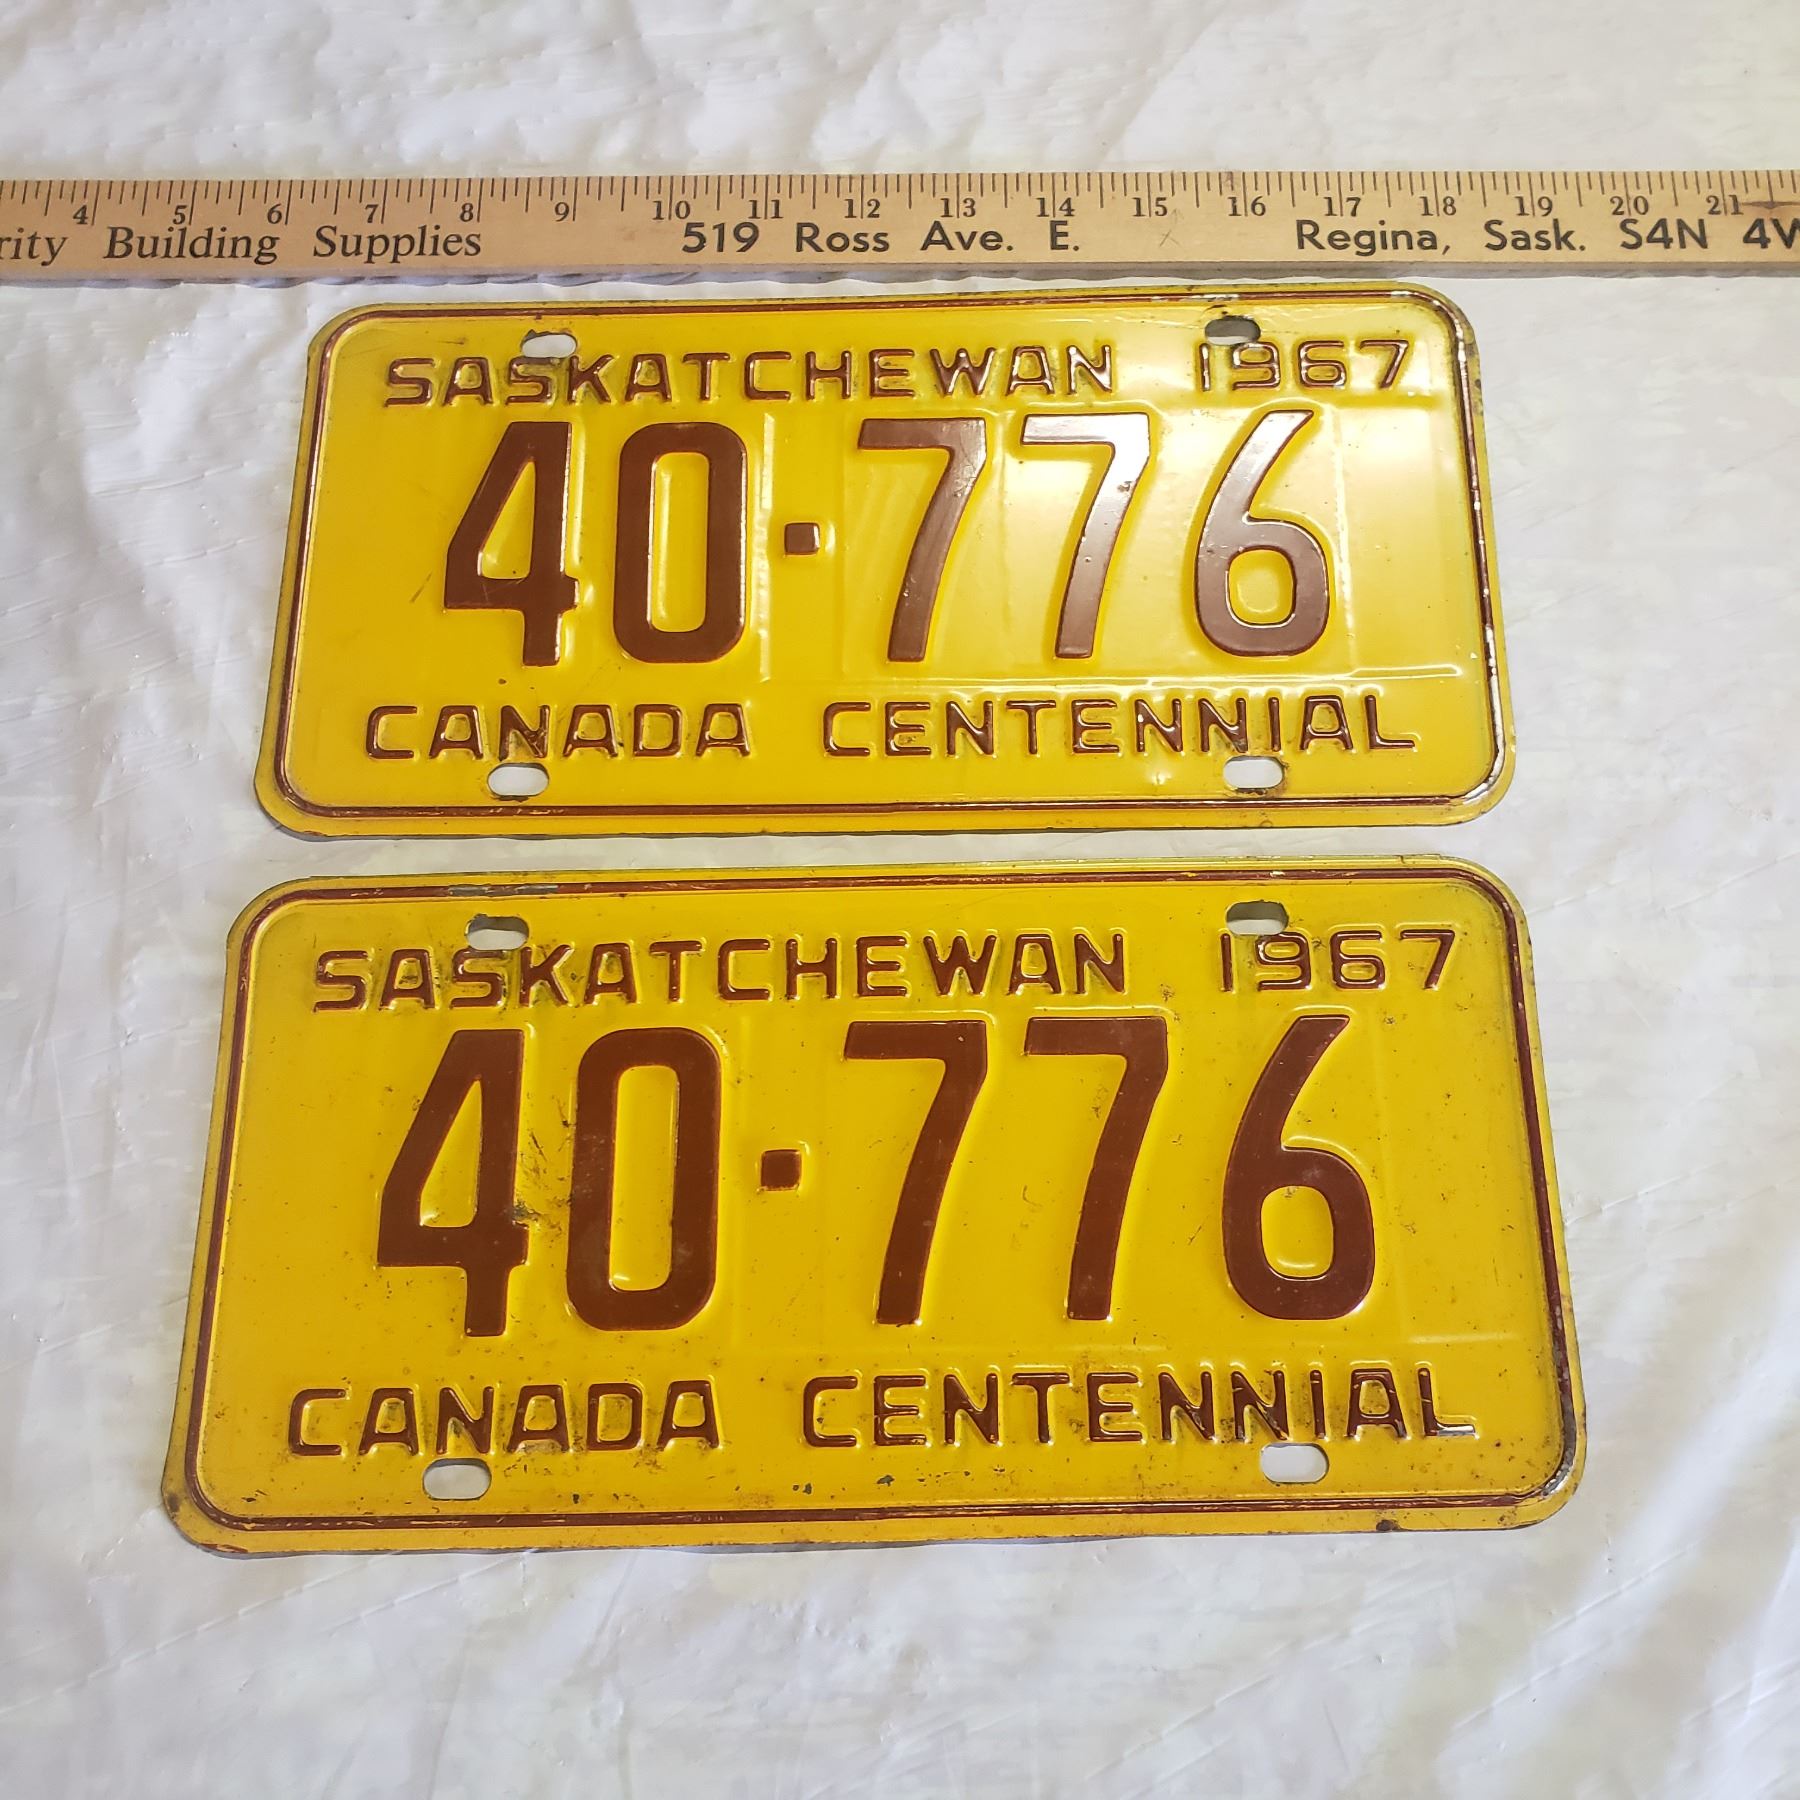 4 5 6 7 8 9 10 11 12 13 14 15 16 17 18 19 20 21
Building Supplies 519 Ross Ave. E. Regina, Sask. S4N
SASKATCHEWAN 1967
40·776
CANADA CENTENNIAL
SASKATCHEWAN 1967
40·776
CANADA CENTENNIAL